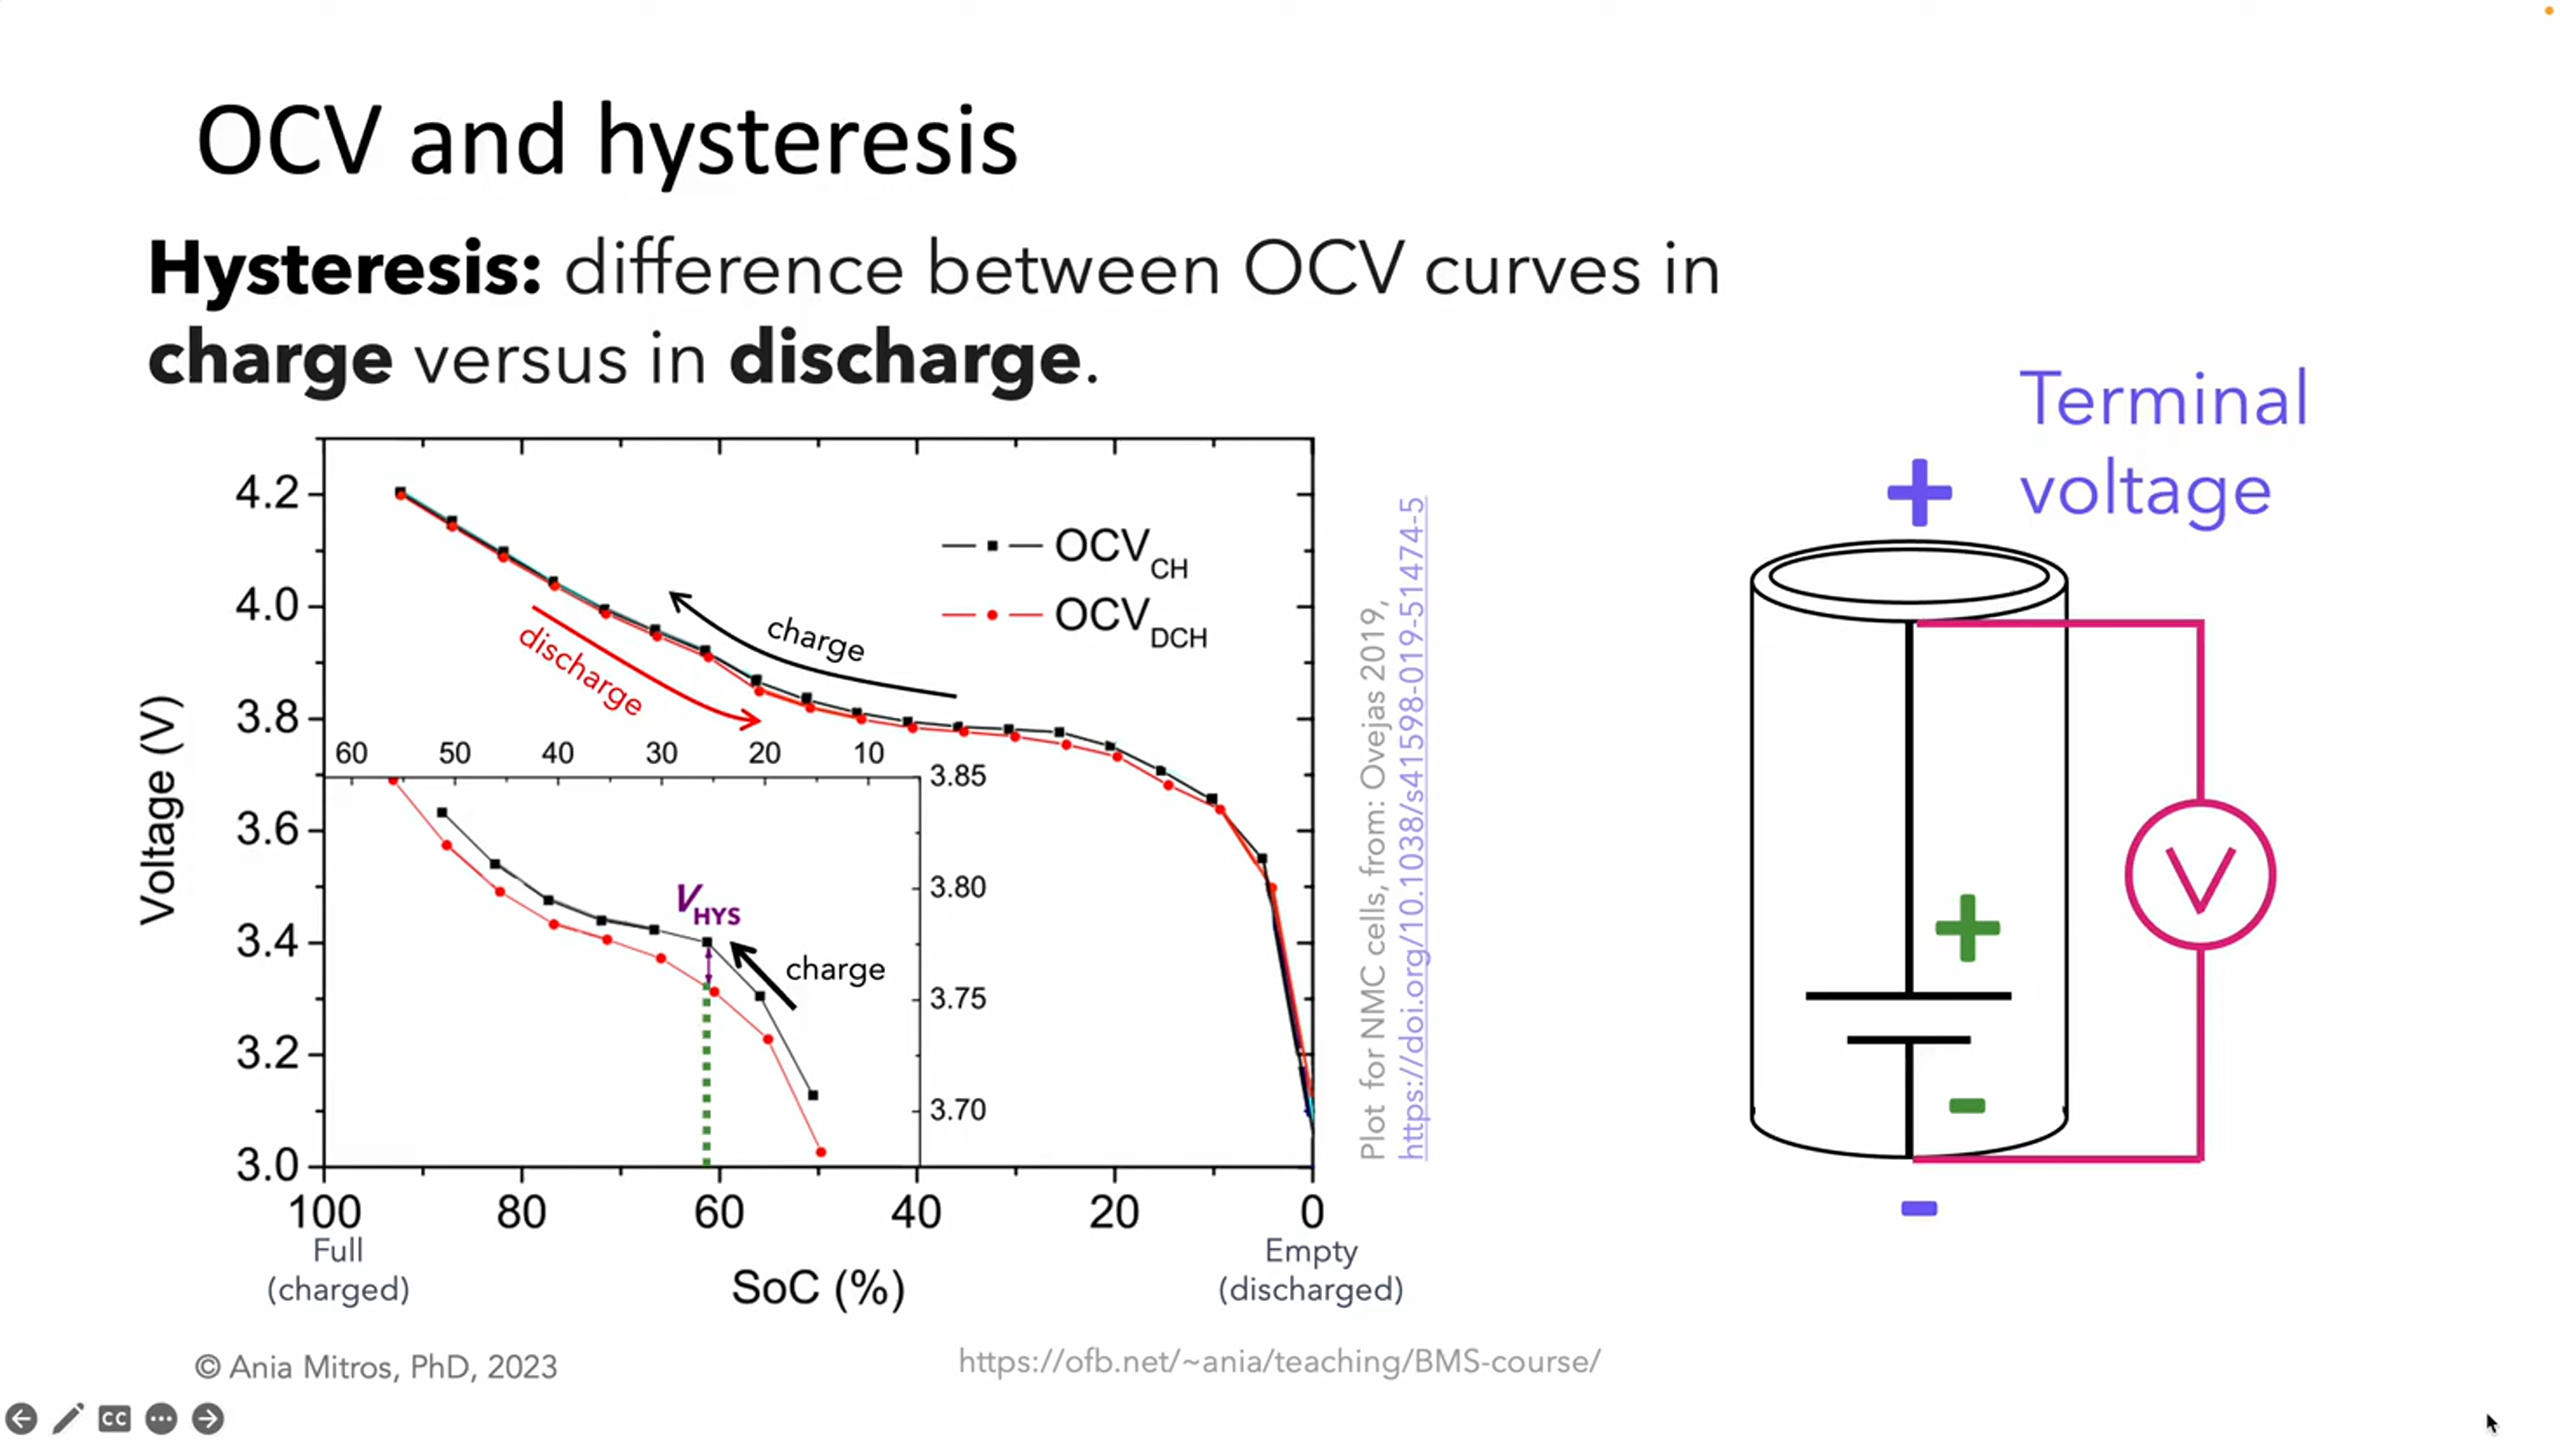 OCV and hysteresis
Hysteresis: difference between OCV curves in
charge versus in discharge.
Terminal
voltage
+
4.2
4.0
3.8
3.6
3.4
3.2
3.0
Voltage (V)
OCV_CH
OCV_DCH
charge
discharge
60 50 40 30 20 10
3.85
3.80
3.75
3.70
V_HYS
charge
100 80 60 40 20 0
Full
(charged)
SoC (%)
Empty
(discharged)
Plot for NMC cells, from: Ovejas 2019,
https://doi.org/10.1038/s41598-019-51474-5
V
+
-
-
© Ania Mitros, PhD, 2023
https://ofb.net/~ania/teaching/BMS-course/
CC